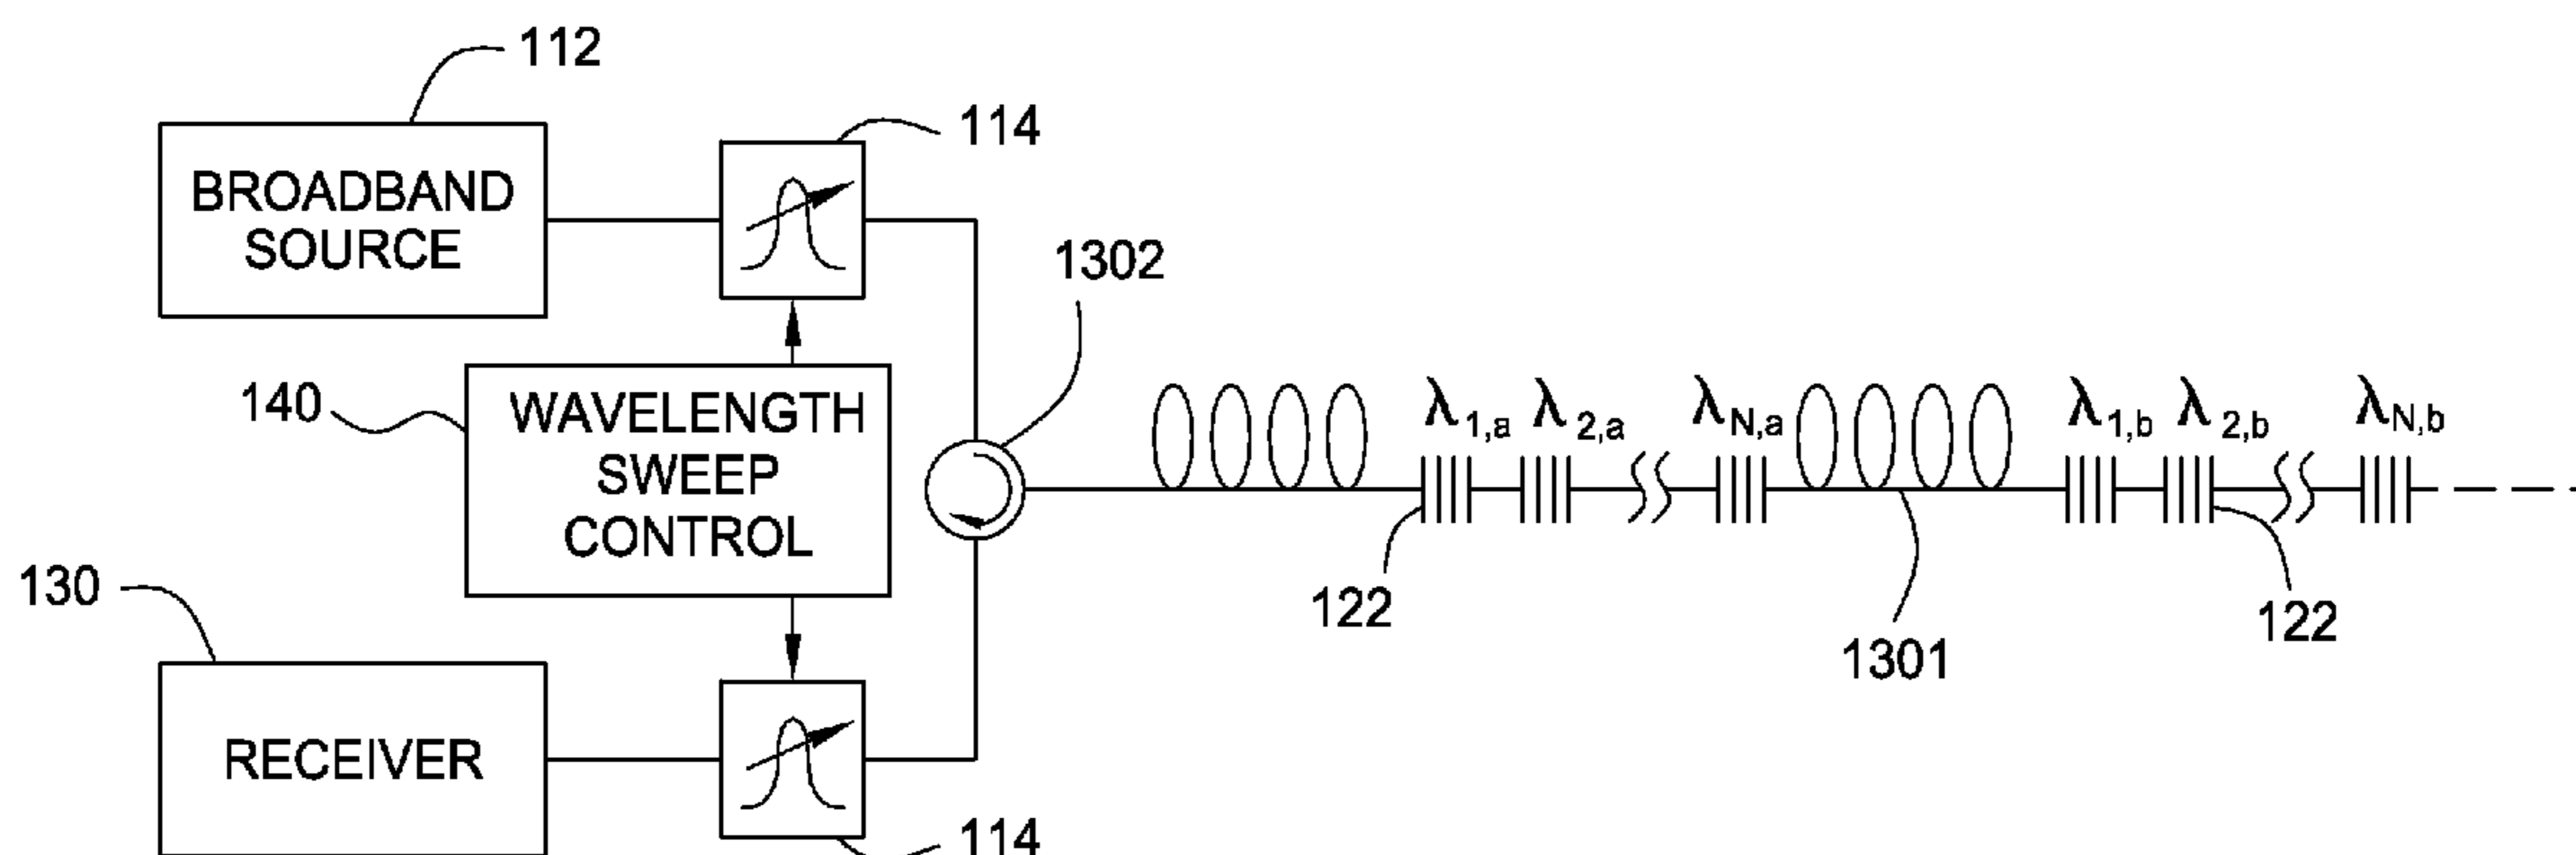 112
BROADBAND
SOURCE
114
1302
140
WAVELENGTH
SWEEP
CONTROL
λ1,a λ2,a λN,a λ1,b λ2,b λN,b
130
122
122
1301
RECEIVER
114